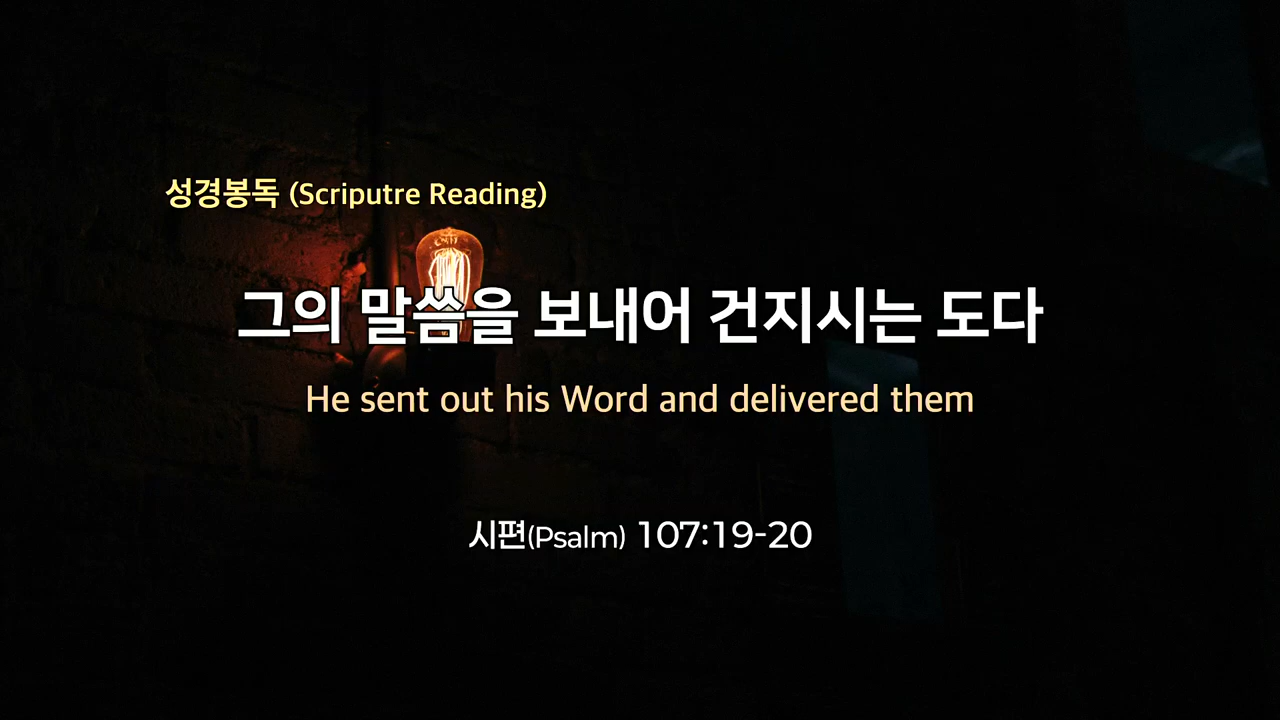 성경봉독 (Scriputre Reading)
그의 말씀을 보내어 건지시는 도다
He sent out his Word and delivered them
시편(Psalm) 107:19-20